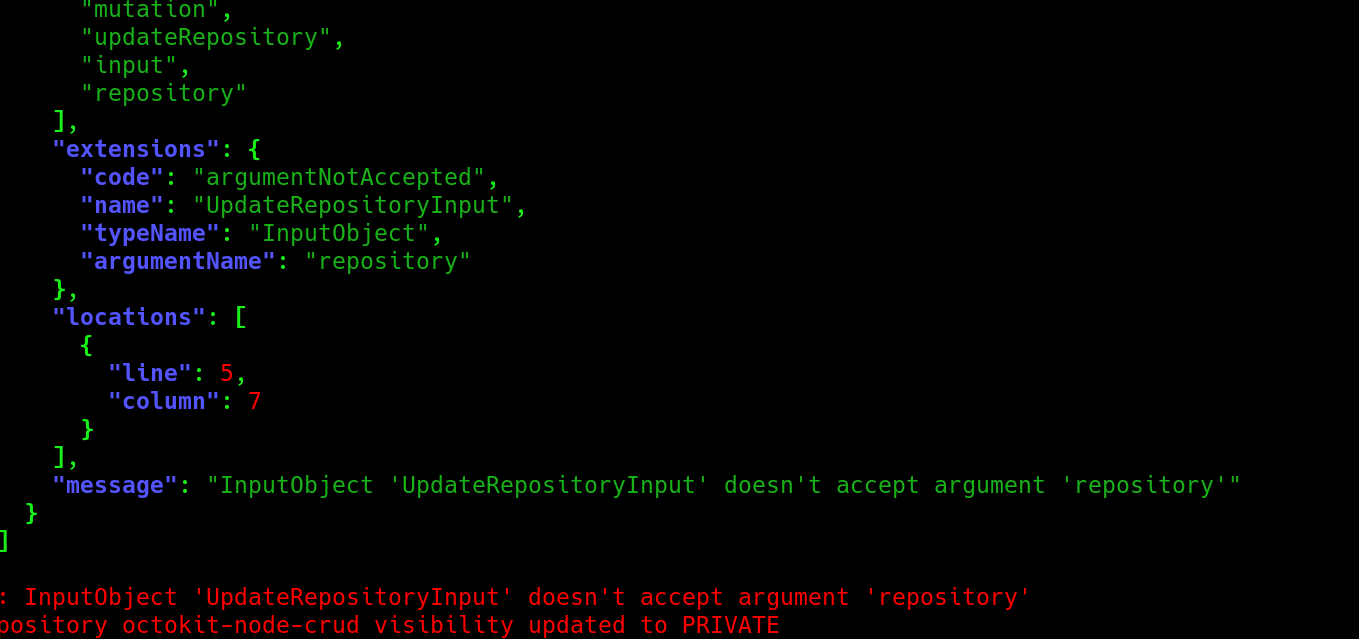 "mutation",
"updateRepository",
"input",
"repository"
],
"extensions": {
"code": "argumentNotAccepted",
"name": "UpdateRepositoryInput",
"typeName": "InputObject",
"argumentName": "repository"
},
"locations": [
{
"line": 5,
"column": 7
}
],
"message": "InputObject 'UpdateRepositoryInput' doesn't accept argument 'repository'"
}
]
: InputObject 'UpdateRepositoryInput' doesn't accept argument 'repository'
pository octokit-node-crud visibility updated to PRIVATE